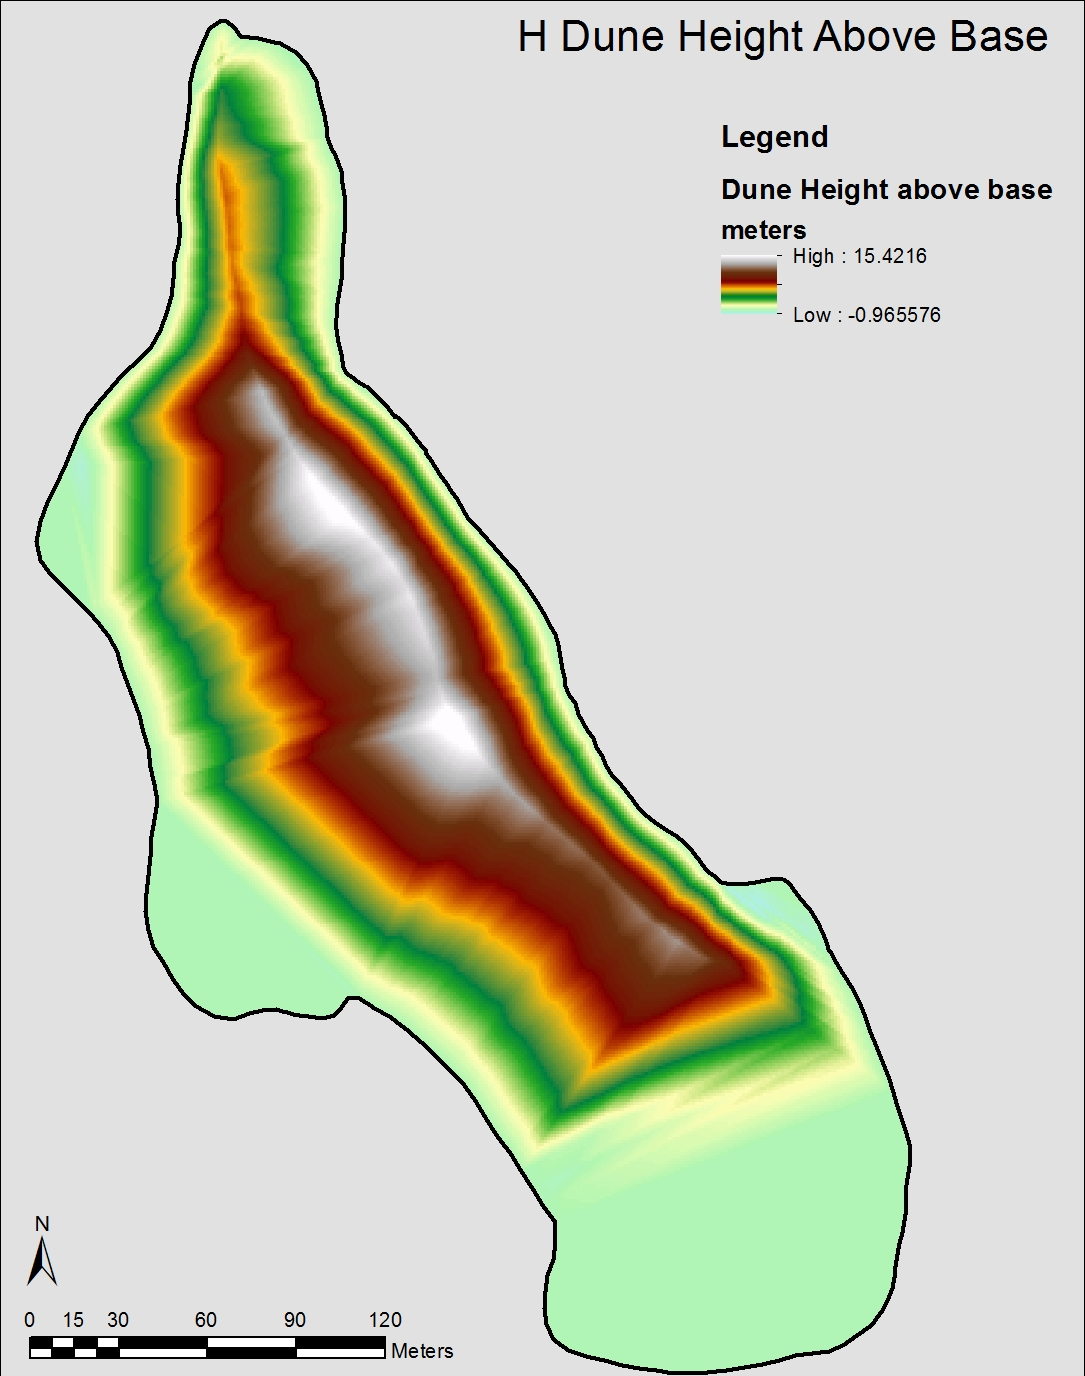 H Dune Height Above Base
Legend
Dune Height above base
meters
High : 15.4216
Low : -0.965576
N
0 15 30 60 90 120
Meters